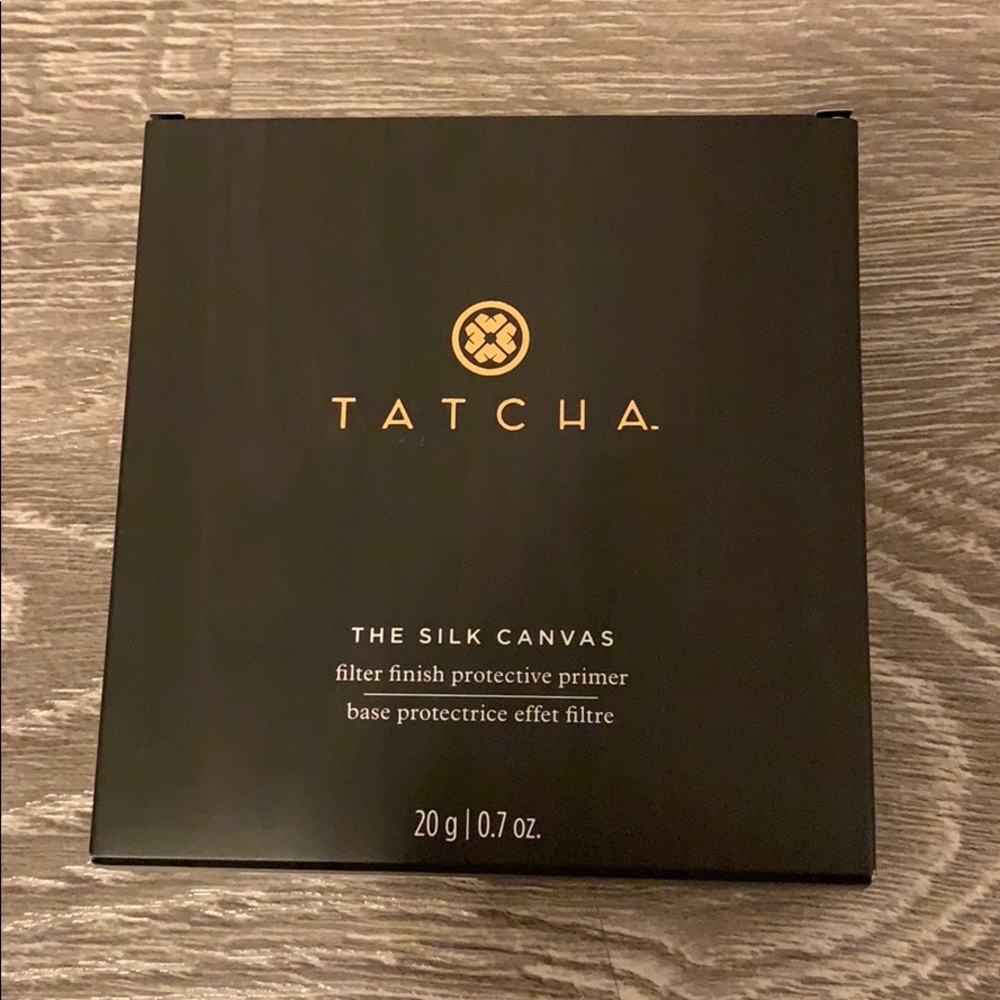 TATCHA
THE SILK CANVAS
filter finish protective primer
base protectrice effet filtre
20 g | 0.7 oz.